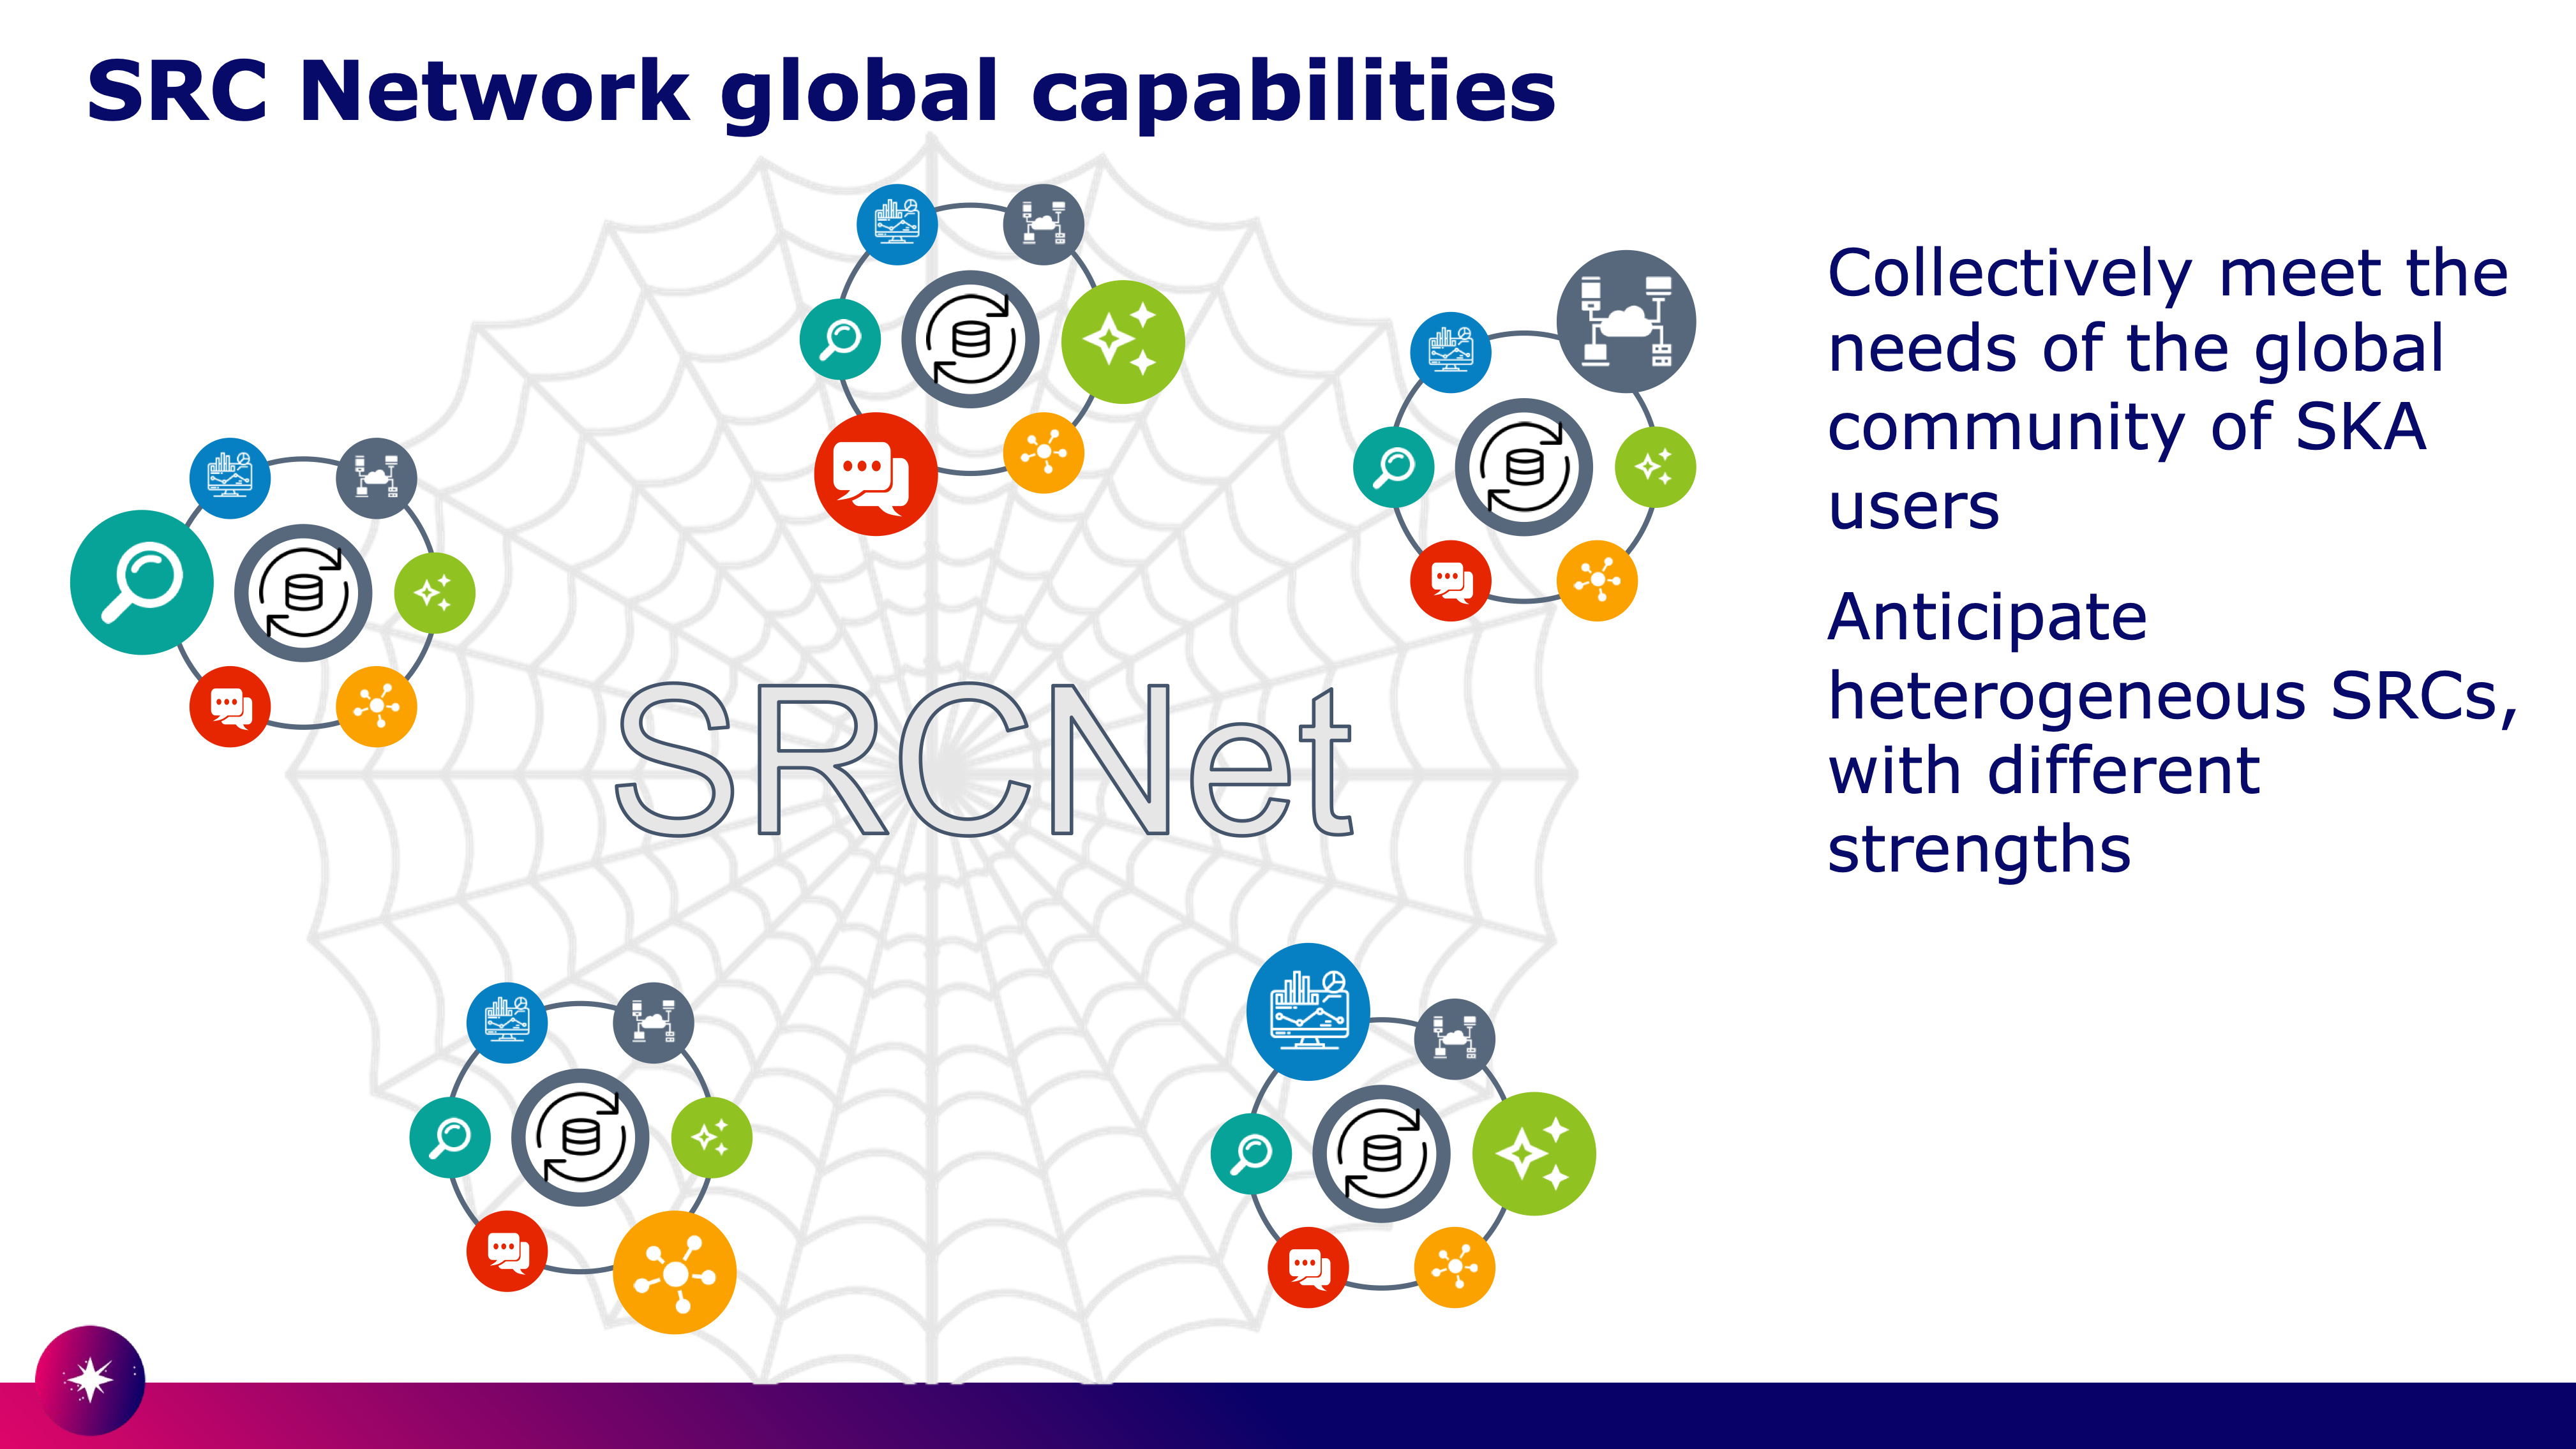 SRC Network global capabilities
Collectively meet the
needs of the global
community of SKA
users
Anticipate
heterogeneous SRCs,
with different
strengths
SRCNet